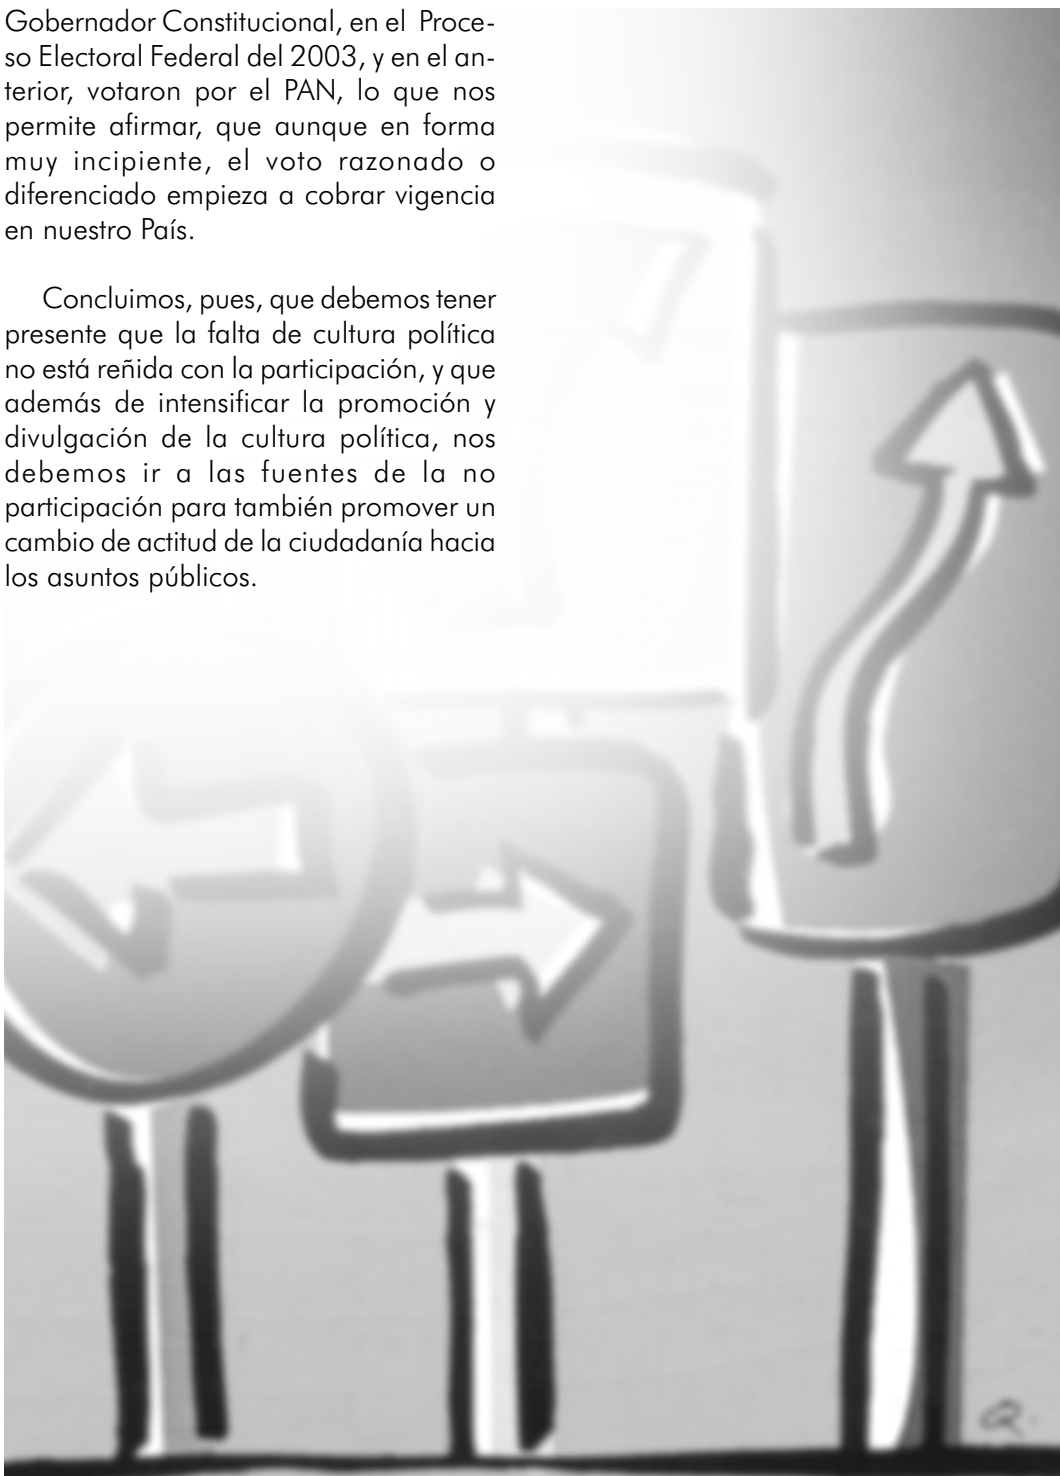 Gobernador Constitucional, en el Proce-
so Electoral Federal del 2003, y en el an-
terior, votaron por el PAN, lo que nos
permite afirmar, que aunque en forma
muy incipiente, el voto razonado o
diferenciado empieza a cobrar vigencia
en nuestro País.
Concluimos, pues, que debemos tener
presente que la falta de cultura política
no está reñida con la participación, y que
además de intensificar la promoción y
divulgación de la cultura política, nos
debemos ir a las fuentes de la no
participación para también promover un
cambio de actitud de la ciudadanía hacia
los asuntos públicos.